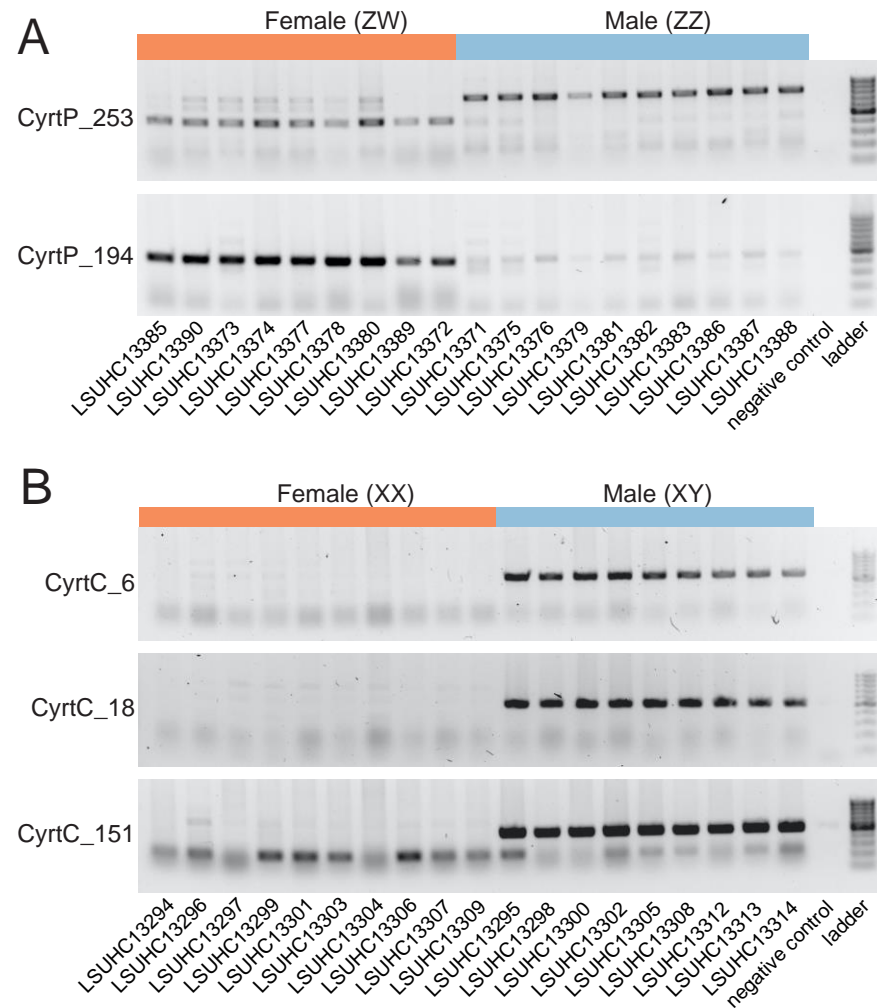 A
Female (ZW) Male (ZZ)
CyrtP_253
CyrtP_194
LSUHC13385
LSUHC13390
LSUHC13373
LSUHC13374
LSUHC13377
LSUHC13378
LSUHC13380
LSUHC13389
LSUHC13372
LSUHC13371
LSUHC13375
LSUHC13376
LSUHC13379
LSUHC13381
LSUHC13382
LSUHC13383
LSUHC13386
LSUHC13387
LSUHC13388
negative control
ladder
B
Female (XX) Male (XY)
CyrtC_6
CyrtC_18
CyrtC_151
LSUHC13294
LSUHC13296
LSUHC13297
LSUHC13299
LSUHC13301
LSUHC13303
LSUHC13304
LSUHC13306
LSUHC13307
LSUHC13309
LSUHC13295
LSUHC13298
LSUHC13300
LSUHC13302
LSUHC13305
LSUHC13308
LSUHC13312
LSUHC13313
LSUHC13314
negative control
ladder